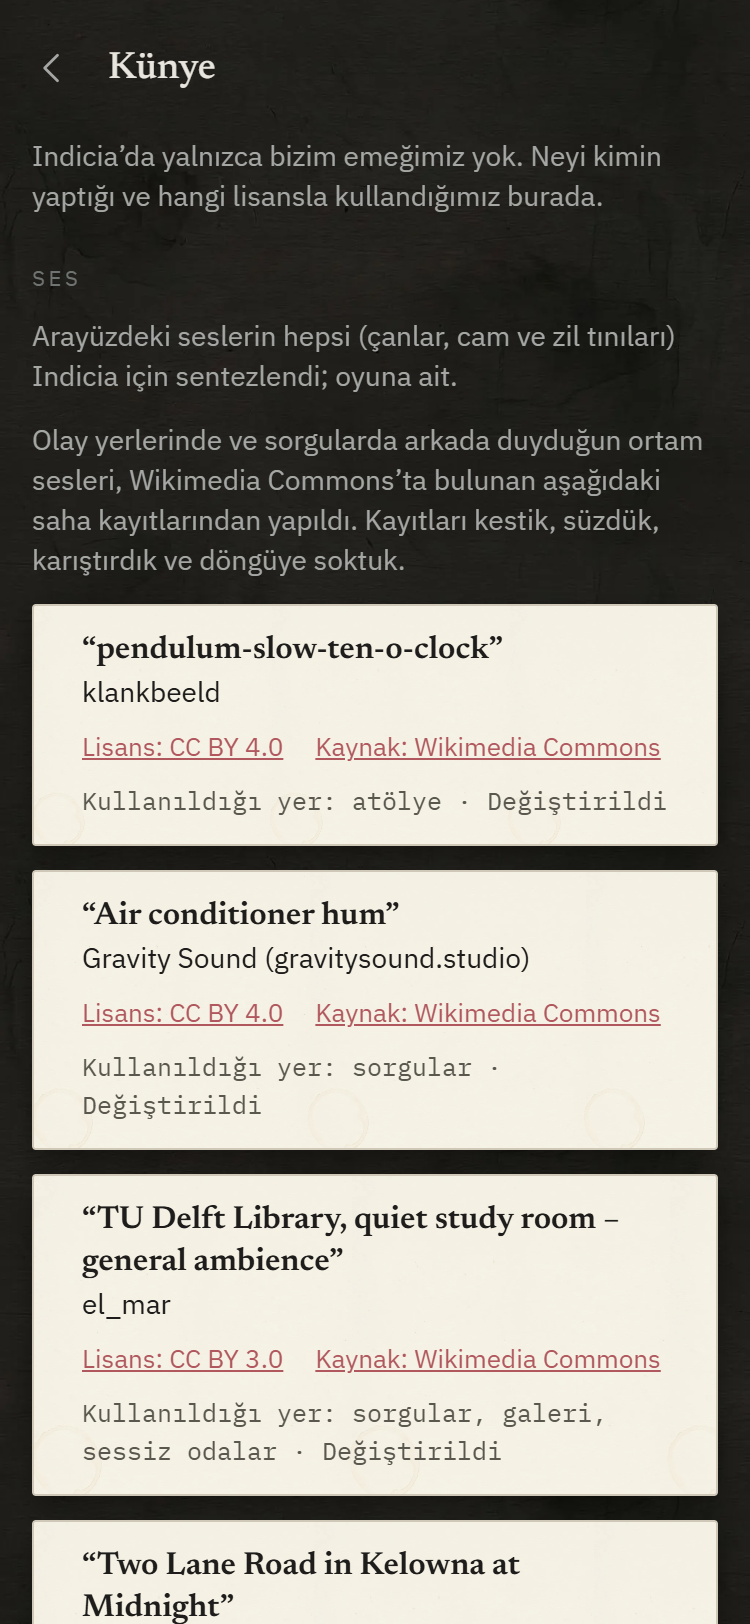 Künye
Indicia’da yalnızca bizim emeğimiz yok. Neyi kimin
yaptığı ve hangi lisansla kullandığımız burada.
SES
Arayüzdeki seslerin hepsi (çanlar, cam ve zil tınıları)
Indicia için sentezlendi; oyuna ait.
Olay yerlerinde ve sorgularda arkada duyduğun ortam
sesleri, Wikimedia Commons’ta bulunan aşağıdaki
saha kayıtlarından yapıldı. Kayıtları kestik, süzdük,
karıştırdık ve döngüye soktuk.
“pendulum-slow-ten-o-clock”
klankbeeld
Lisans: CC BY 4.0 Kaynak: Wikimedia Commons
Kullanıldığı yer: atölye · Değiştirildi
“Air conditioner hum”
Gravity Sound (gravitysound.studio)
Lisans: CC BY 4.0 Kaynak: Wikimedia Commons
Kullanıldığı yer: sorgular ·
Değiştirildi
“TU Delft Library, quiet study room –
general ambience”
el_mar
Lisans: CC BY 3.0 Kaynak: Wikimedia Commons
Kullanıldığı yer: sorgular, galeri,
sessiz odalar · Değiştirildi
“Two Lane Road in Kelowna at
Midnight”